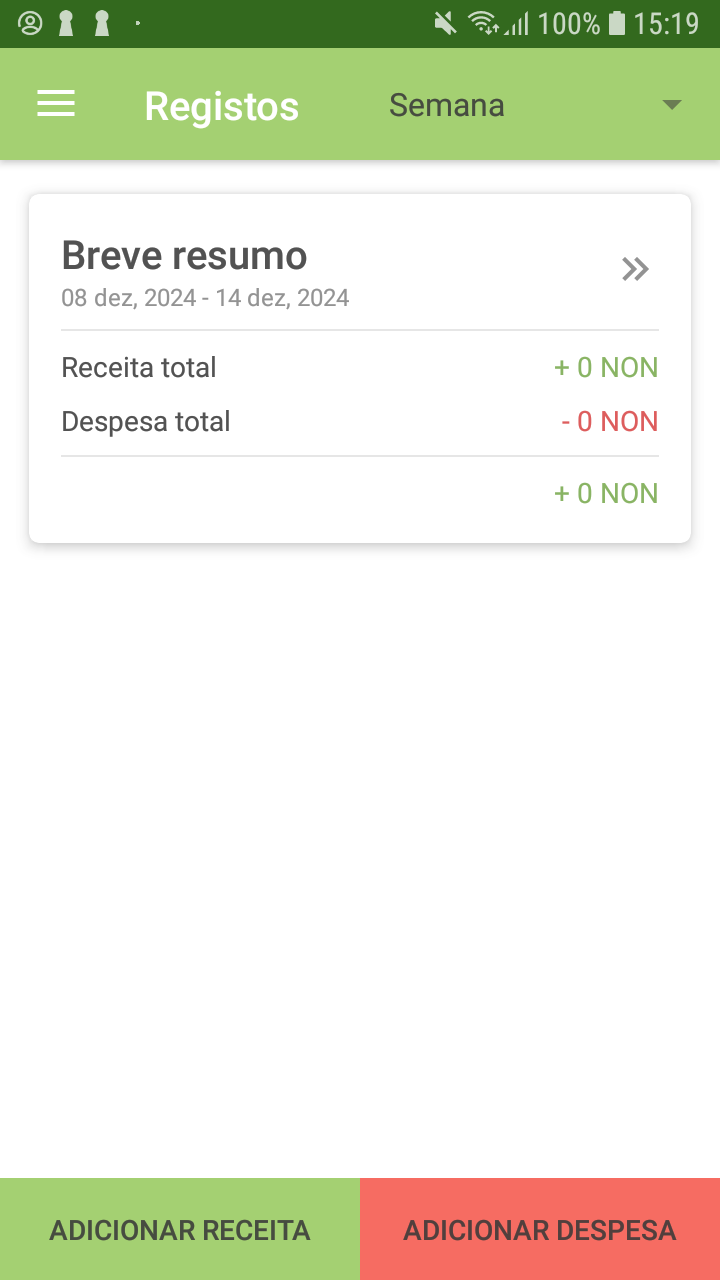 100% 15:19
Registos Semana
Breve resumo
08 dez, 2024 - 14 dez, 2024
Receita total + 0 NON
Despesa total - 0 NON
+ 0 NON
ADICIONAR RECEITA ADICIONAR DESPESA